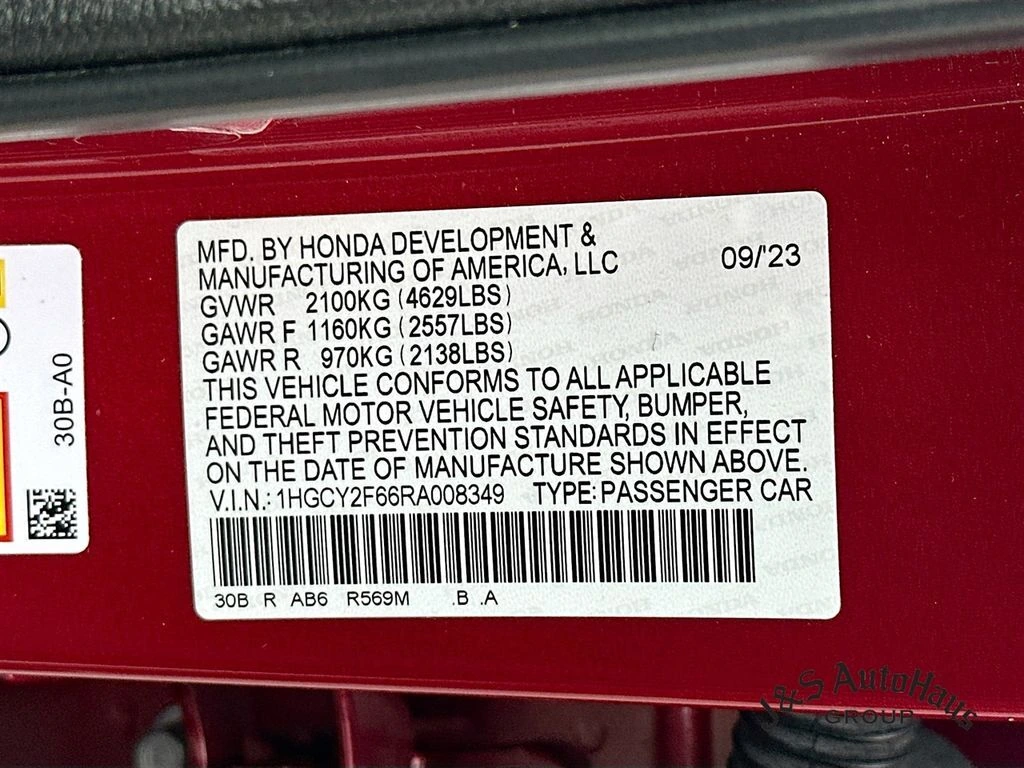 MFD. BY HONDA DEVELOPMENT &
MANUFACTURING OF AMERICA, LLC 09/'23
GVWR 2100KG (4629LBS)
GAWR F 1160KG (2557LBS)
GAWR R 970KG (2138LBS)
THIS VEHICLE CONFORMS TO ALL APPLICABLE
FEDERAL MOTOR VEHICLE SAFETY, BUMPER,
AND THEFT PREVENTION STANDARDS IN EFFECT
ON THE DATE OF MANUFACTURE SHOWN ABOVE.
V.I.N.: 1HGCY2F66RA008349 TYPE: PASSENGER CAR
30B R AB6 R569M .B .A
30B-A0
J&S AutoHaus
GROUP